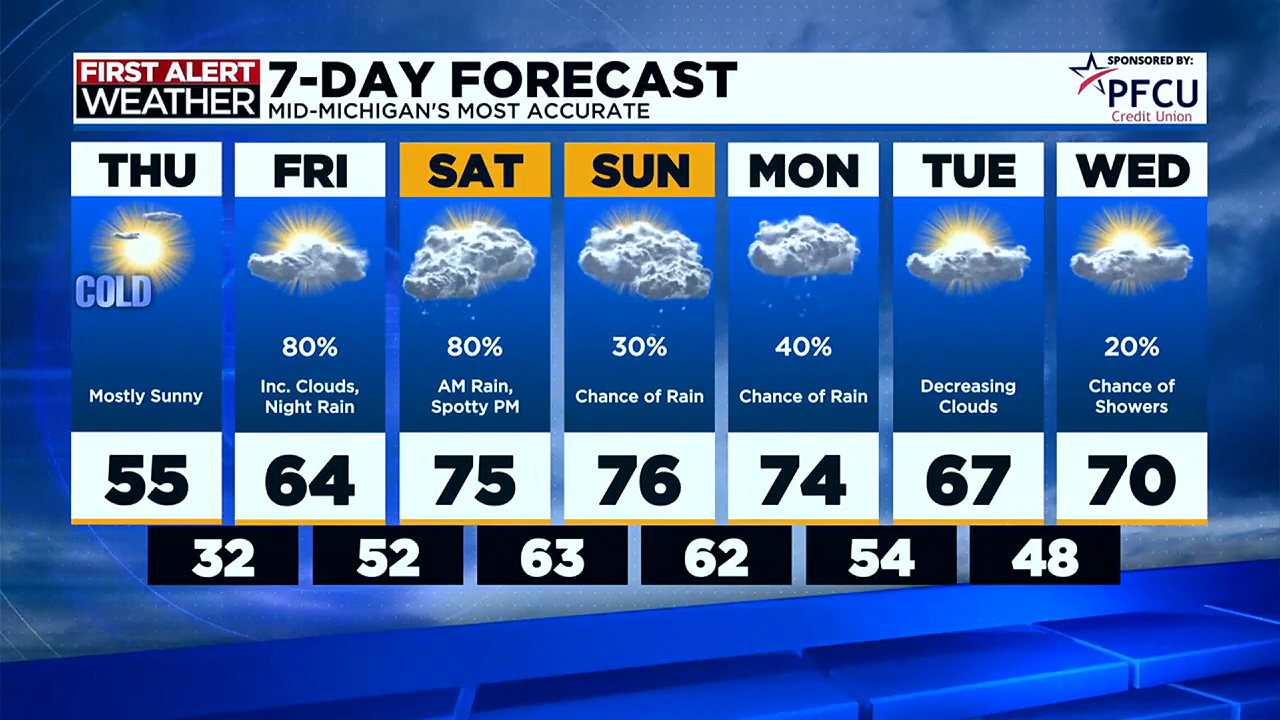 FIRST ALERT
WEATHER
7-DAY FORECAST
MID-MICHIGAN'S MOST ACCURATE
SPONSORED BY:
PFCU
Credit Union
THU
FRI
SAT
SUN
MON
TUE
WED
COLD
80%
80%
30%
40%
20%
Mostly Sunny
Inc. Clouds,
Night Rain
AM Rain,
Spotty PM
Chance of Rain
Chance of Rain
Decreasing
Clouds
Chance of
Showers
55
64
75
76
74
67
70
32
52
63
62
54
48